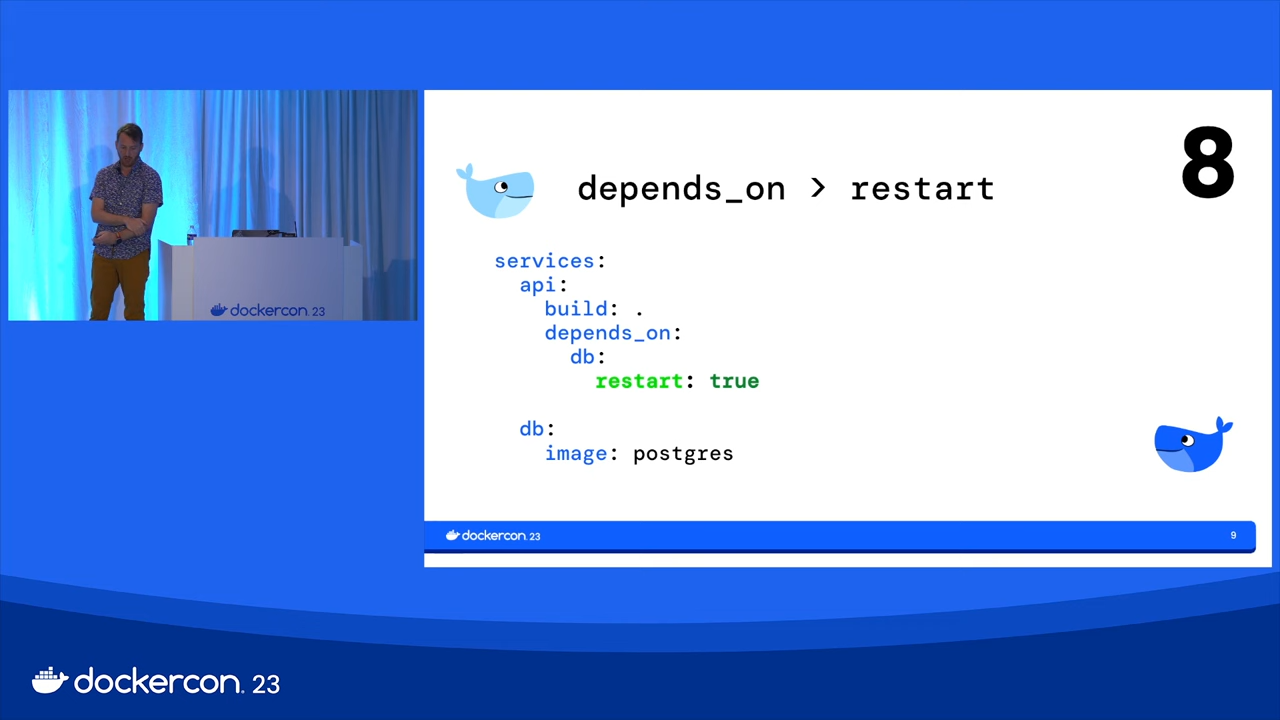 8
depends_on > restart
services:
  api:
    build: .
    depends_on:
      db:
        restart: true
  db:
    image: postgres
dockercon 23
dockercon. 23 9
dockercon. 23